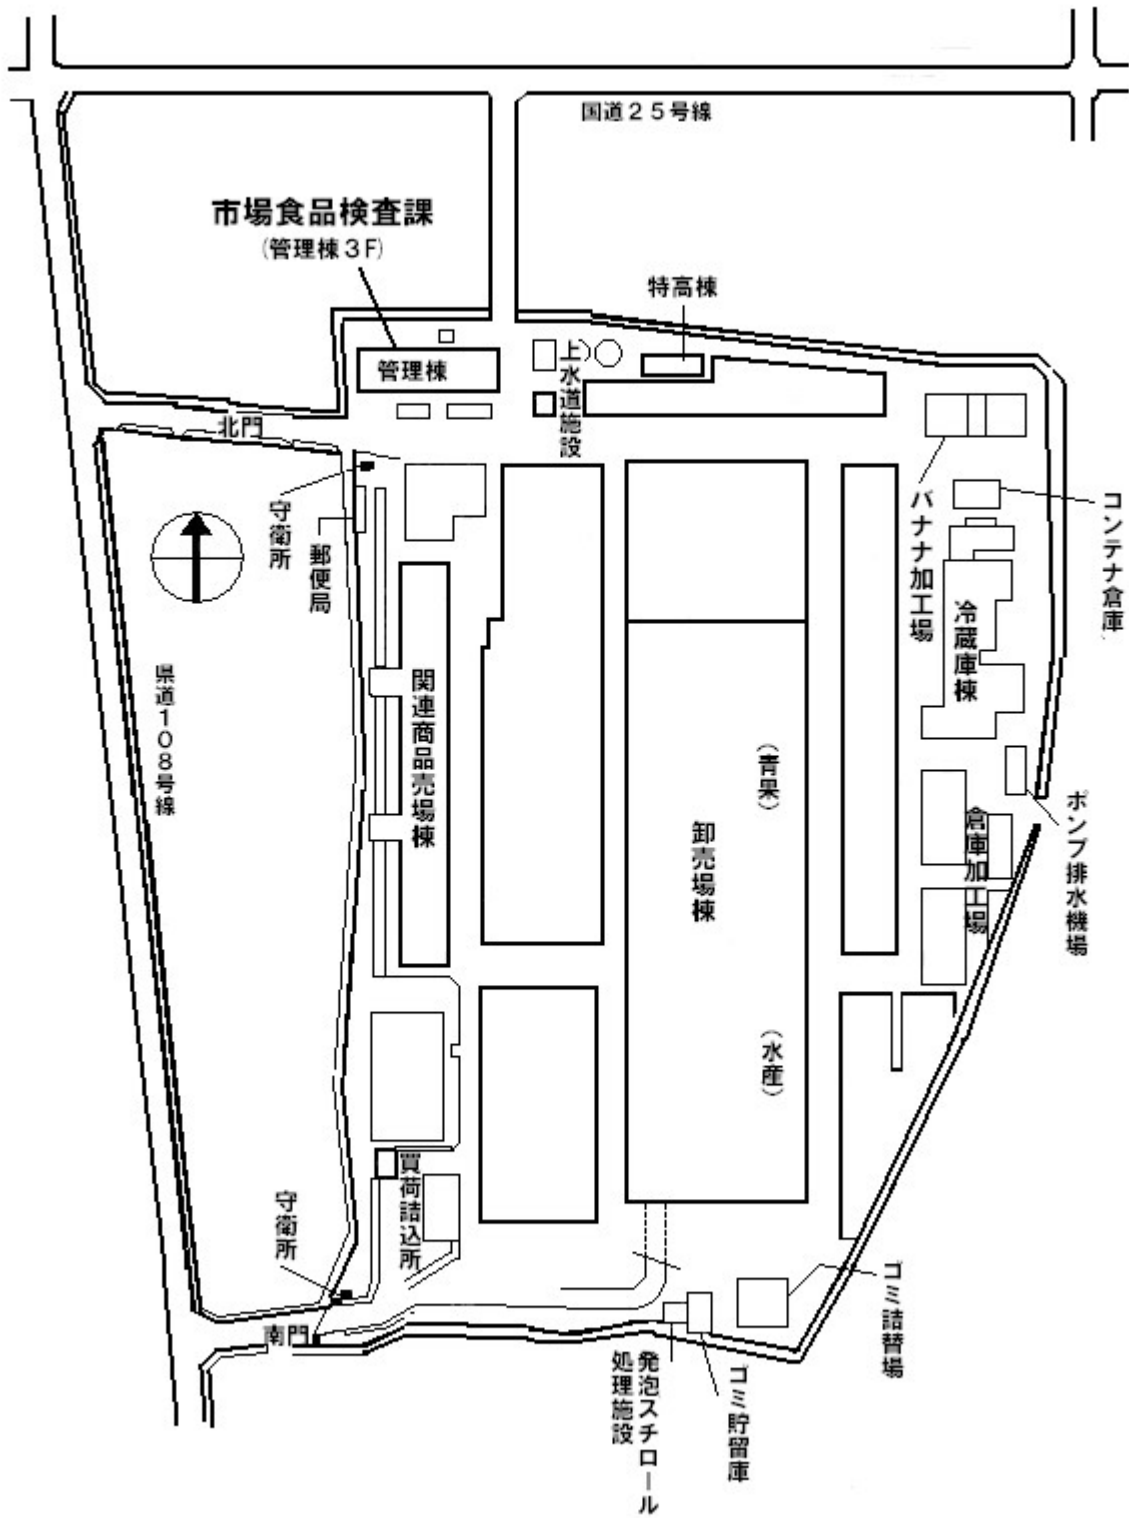 国道２５号線
市場食品検査課
(管理棟３F)
特高棟
管理棟
上水道施設
北門
守衛所
郵便局
バナナ加工場
コンテナ倉庫
冷蔵庫棟
県道１０８号線
関連商品売場棟
(青果)
卸売場棟
倉庫加工場
ポンプ排水機場
(水産)
買荷詰込所
守衛所
南門
ゴミ詰替場
発泡スチロール
処理施設
ゴミ貯留庫